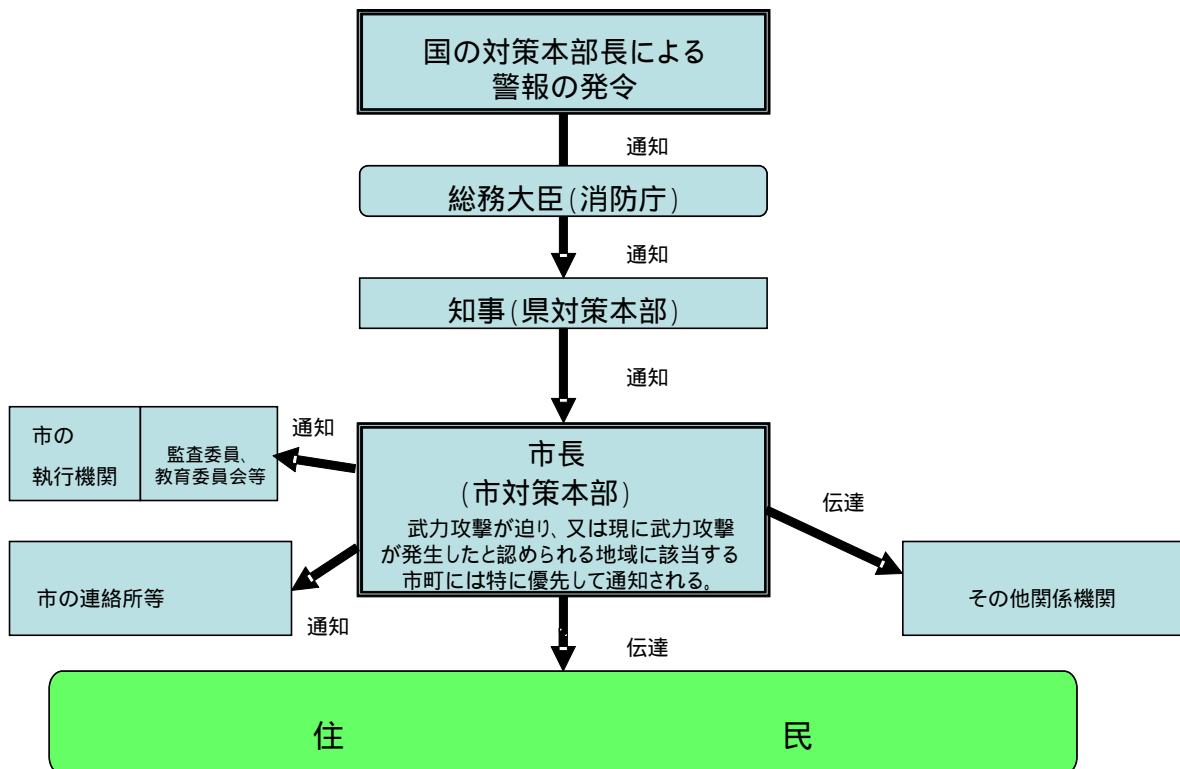 国の対策本部長による
警報の発令
通知
総務大臣(消防庁)
通知
知事(県対策本部)
通知
市の
執行機関
監査委員、
教育委員会等
通知
市長
(市対策本部)
武力攻撃が迫り、又は現に武力攻撃
が発生したと認められる地域に該当する
市町には特に優先して通知される。
伝達
市の連絡所等
通知
その他関係機関
伝達
住民